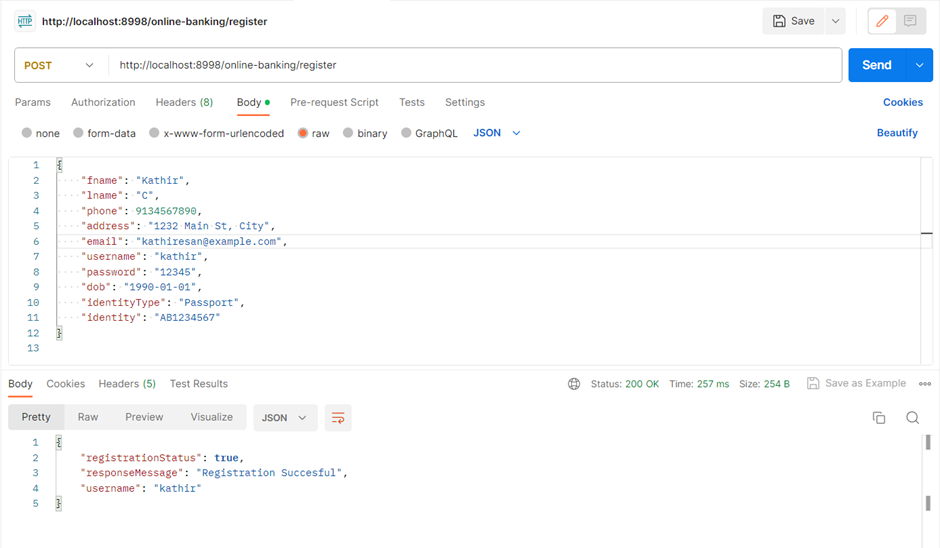 HTTP http://localhost:8998/online-banking/register Save
POST http://localhost:8998/online-banking/register Send
Params Authorization Headers (8) Body Pre-request Script Tests Settings Cookies
none form-data x-www-form-urlencoded raw binary GraphQL JSON Beautify
1 {
2 "fname": "Kathir",
3 "lname": "C",
4 "phone": 9134567890,
5 "address": "1232 Main St, City",
6 "email": "kathiresan@example.com",
7 "username": "kathir",
8 "password": "12345",
9 "dob": "1990-01-01",
10 "identityType": "Passport",
11 "identity": "AB1234567"
12 }
13
Body Cookies Headers (5) Test Results Status: 200 OK Time: 257 ms Size: 254 B Save as Example
Pretty Raw Preview Visualize JSON
1 {
2 "registrationStatus": true,
3 "responseMessage": "Registration Succesful",
4 "username": "kathir"
5 }